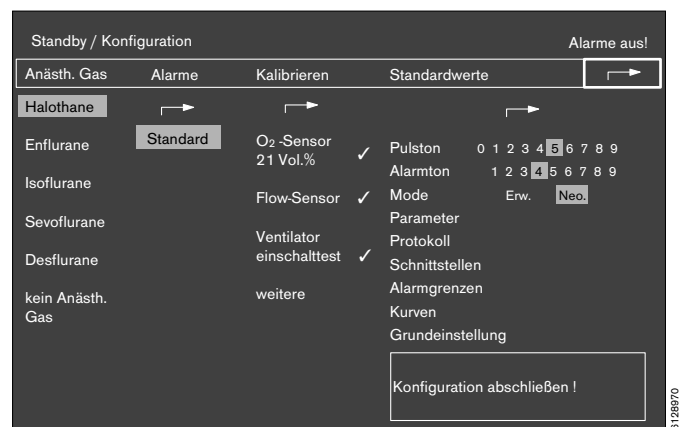 Standby / Konfiguration
Alarme aus!
Anästh. Gas
Alarme
Kalibrieren
Standardwerte
Halothane
Enflurane
Isoflurane
Sevoflurane
Desflurane
kein Anästh.
Gas
Standard
O2 -Sensor
21 Vol.% ✓
Flow-Sensor ✓
Ventilator
einschalttest ✓
weitere
Pulston 0 1 2 3 4 5 6 7 8 9
Alarmton 1 2 3 4 5 6 7 8 9
Mode Erw. Neo.
Parameter
Protokoll
Schnittstellen
Alarmgrenzen
Kurven
Grundeinstellung
Konfiguration abschließen !